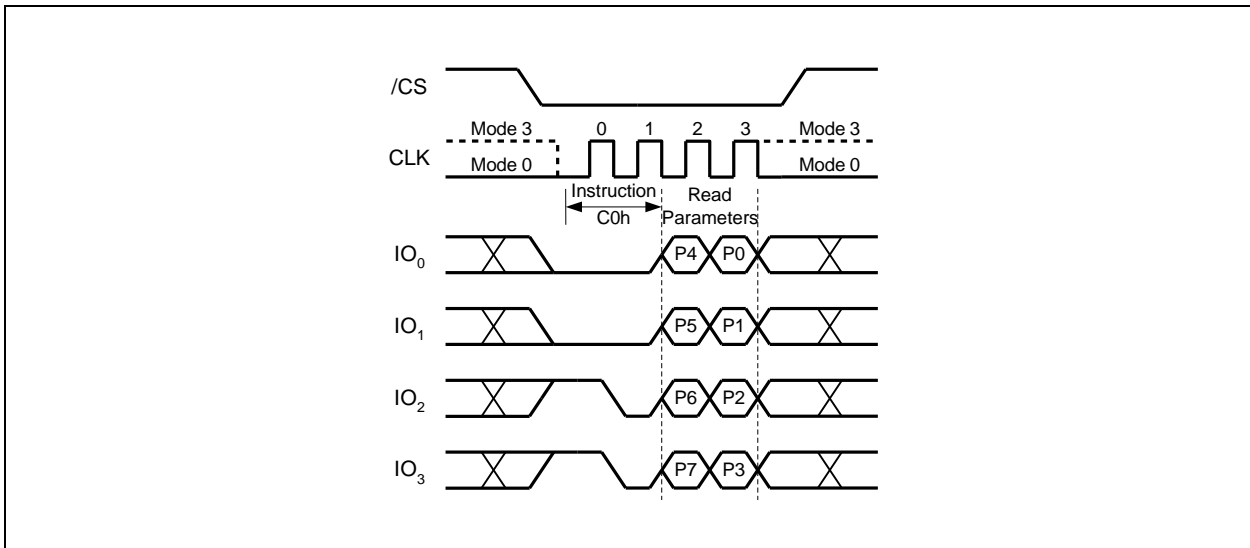 /CS
Mode 3 0 1 2 3 Mode 3
CLK
Mode 0 Mode 0
Instruction Read
C0h Parameters
IO0 P4 P0
IO1 P5 P1
IO2 P6 P2
IO3 P7 P3